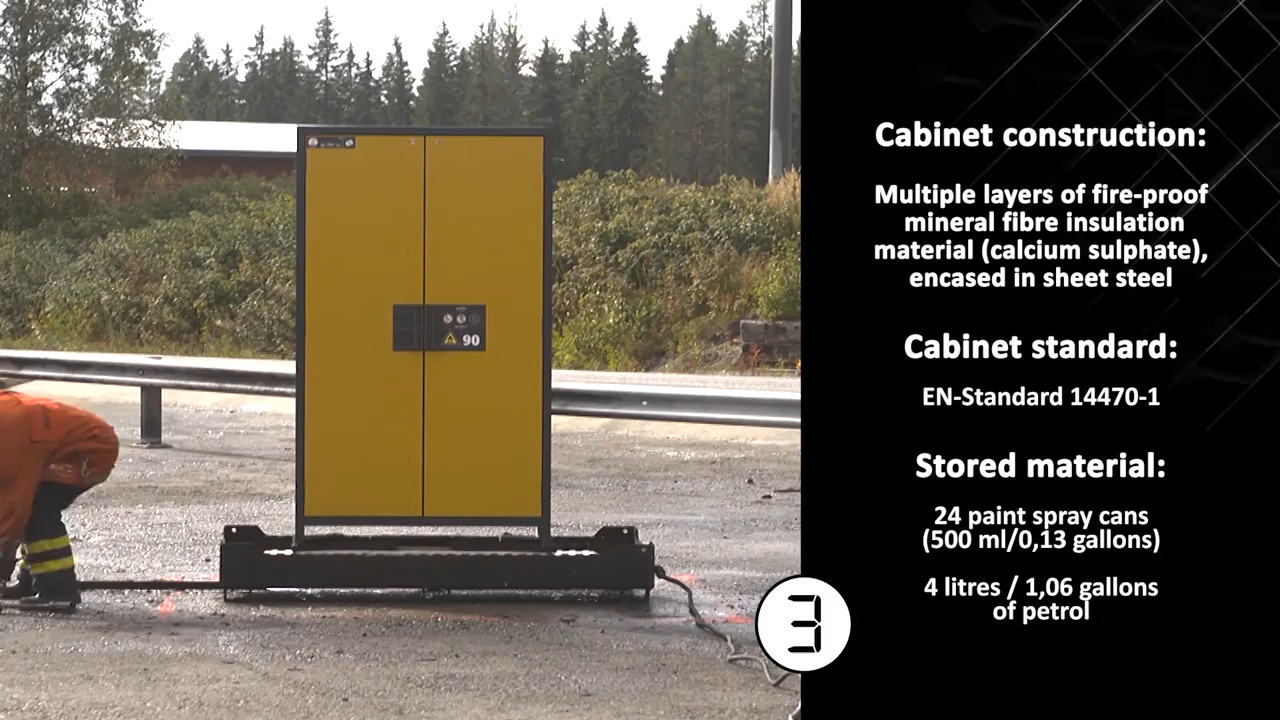 Cabinet construction:
Multiple layers of fire-proof
mineral fibre insulation
material (calcium sulphate),
encased in sheet steel
Cabinet standard:
EN-Standard 14470-1
Stored material:
24 paint spray cans
(500 ml/0,13 gallons)
4 litres / 1,06 gallons
of petrol
90
3